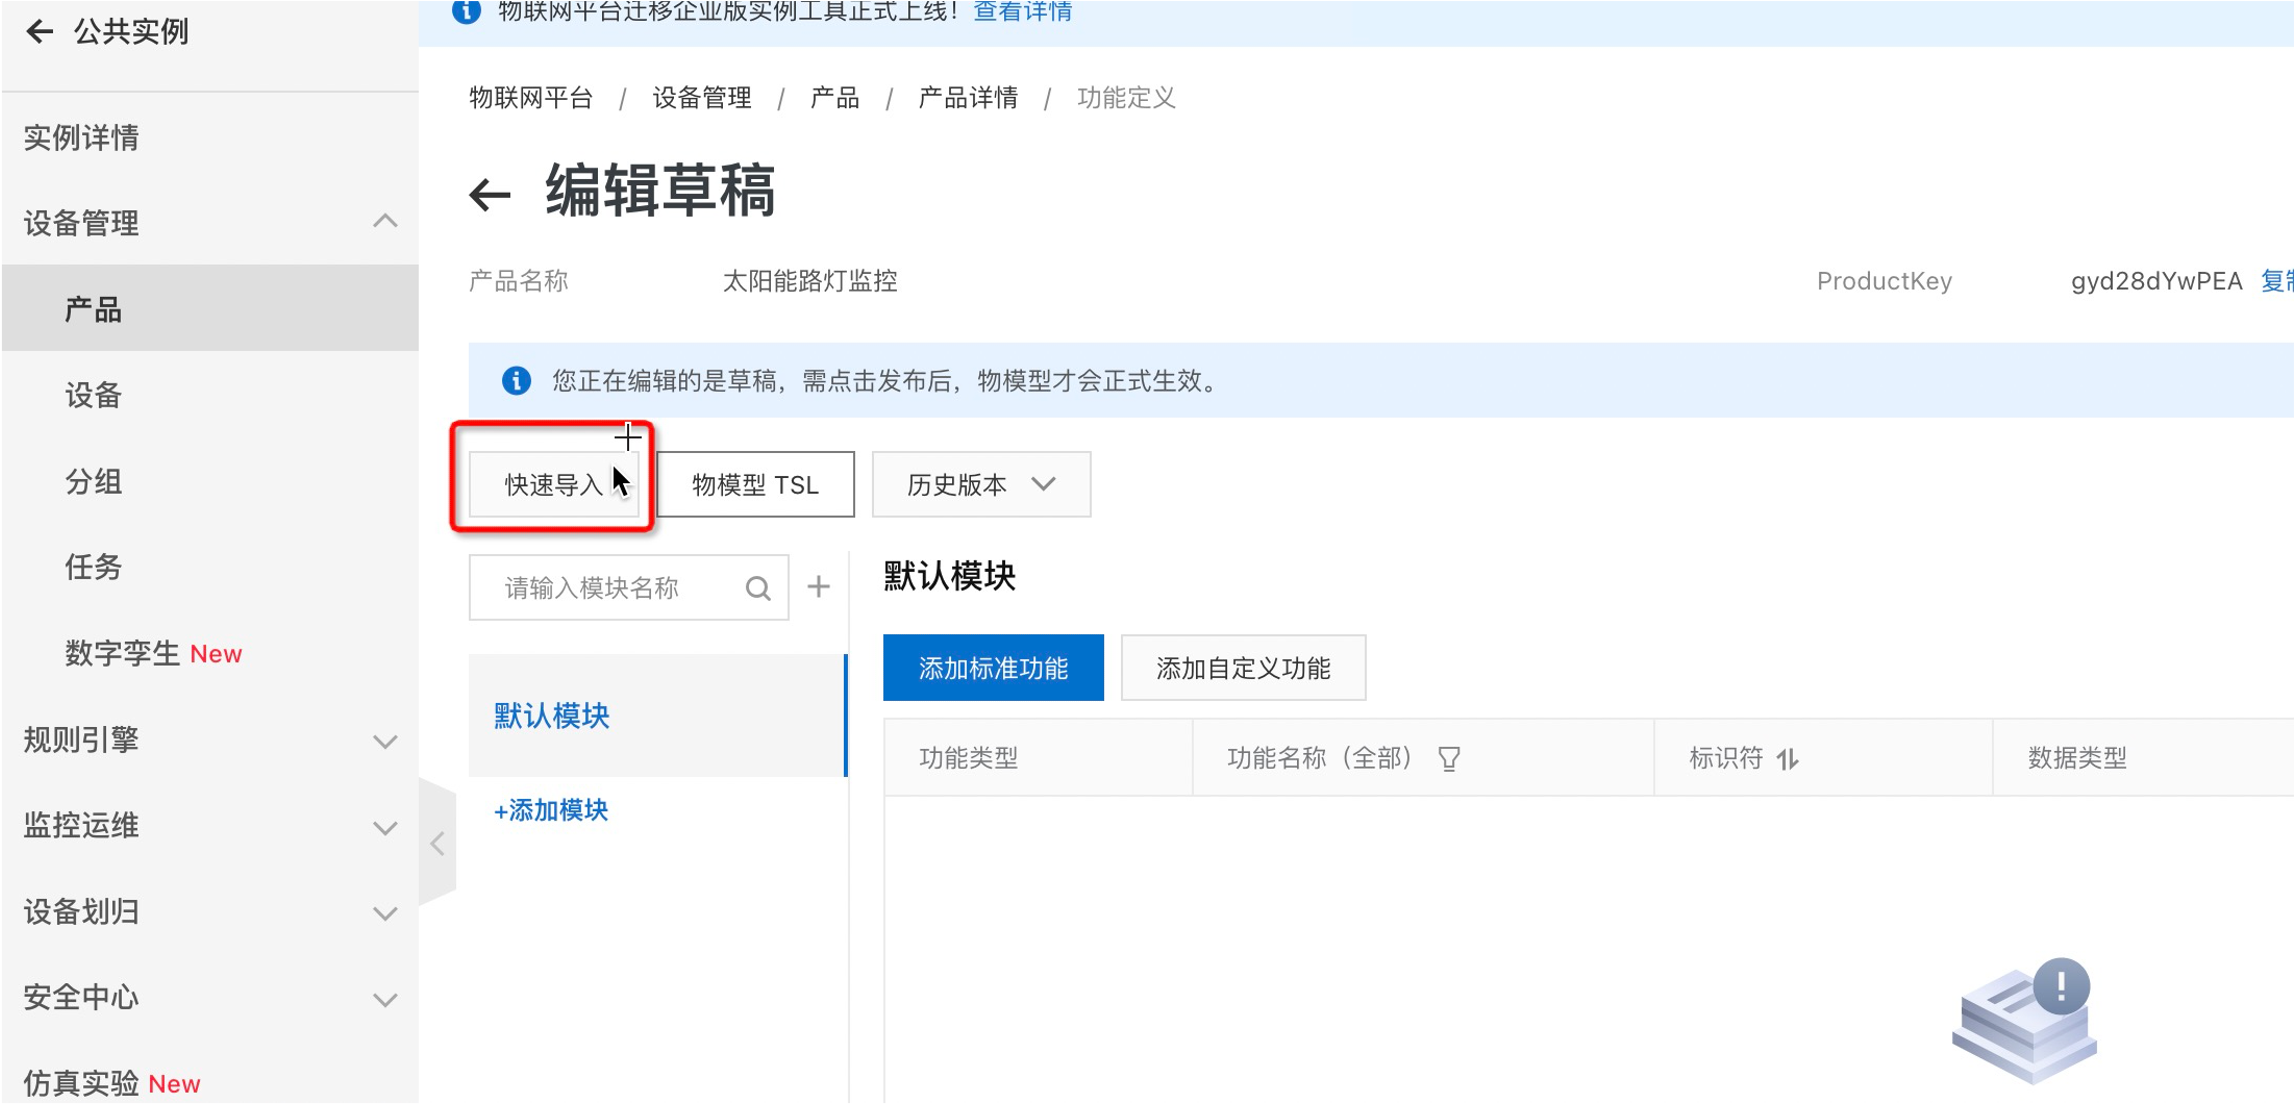 公共实例
物联网平台迁移企业版实例工具正式上线！ 查看详情
物联网平台 / 设备管理 / 产品 / 产品详情 / 功能定义
编辑草稿
产品名称 太阳能路灯监控 ProductKey gyd28dYwPEA 复制
您正在编辑的是草稿，需点击发布后，物模型才会正式生效。
快速导入 物模型 TSL 历史版本
请输入模块名称 +
默认模块
+添加模块
默认模块
添加标准功能 添加自定义功能
功能类型 功能名称（全部） 标识符 数据类型
实例详情
设备管理
产品
设备
分组
任务
数字孪生 New
规则引擎
监控运维
设备划归
安全中心
仿真实验 New